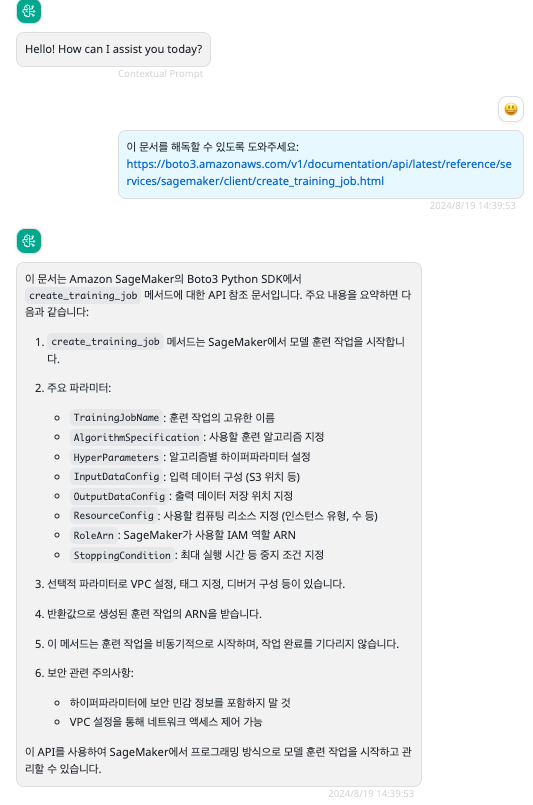 Hello! How can I assist you today?
Contextual Prompt
이 문서를 해독할 수 있도록 도와주세요:
https://boto3.amazonaws.com/v1/documentation/api/latest/reference/se
rvices/sagemaker/client/create_training_job.html
2024/8/19 14:39:53
이 문서는 Amazon SageMaker의 Boto3 Python SDK에서
create_training_job 메서드에 대한 API 참조 문서입니다. 주요 내용을 요약하면 다
음과 같습니다:
1. create_training_job 메서드는 SageMaker에서 모델 훈련 작업을 시작합니
다.
2. 주요 파라미터:
TrainingJobName : 훈련 작업의 고유한 이름
AlgorithmSpecification : 사용할 훈련 알고리즘 지정
HyperParameters : 알고리즘별 하이퍼파라미터 설정
InputDataConfig : 입력 데이터 구성 (S3 위치 등)
OutputDataConfig : 출력 데이터 저장 위치 지정
ResourceConfig : 사용할 컴퓨팅 리소스 지정 (인스턴스 유형, 수 등)
RoleArn : SageMaker가 사용할 IAM 역할 ARN
StoppingCondition : 최대 실행 시간 등 중지 조건 지정
3. 선택적 파라미터로 VPC 설정, 태그 지정, 디버거 구성 등이 있습니다.
4. 반환값으로 생성된 훈련 작업의 ARN을 받습니다.
5. 이 메서드는 훈련 작업을 비동기적으로 시작하며, 작업 완료를 기다리지 않습니다.
6. 보안 관련 주의사항:
하이퍼파라미터에 보안 민감 정보를 포함하지 말 것
VPC 설정을 통해 네트워크 액세스 제어 가능
이 API를 사용하여 SageMaker에서 프로그래밍 방식으로 모델 훈련 작업을 시작하고 관
리할 수 있습니다.
2024/8/19 14:39:53